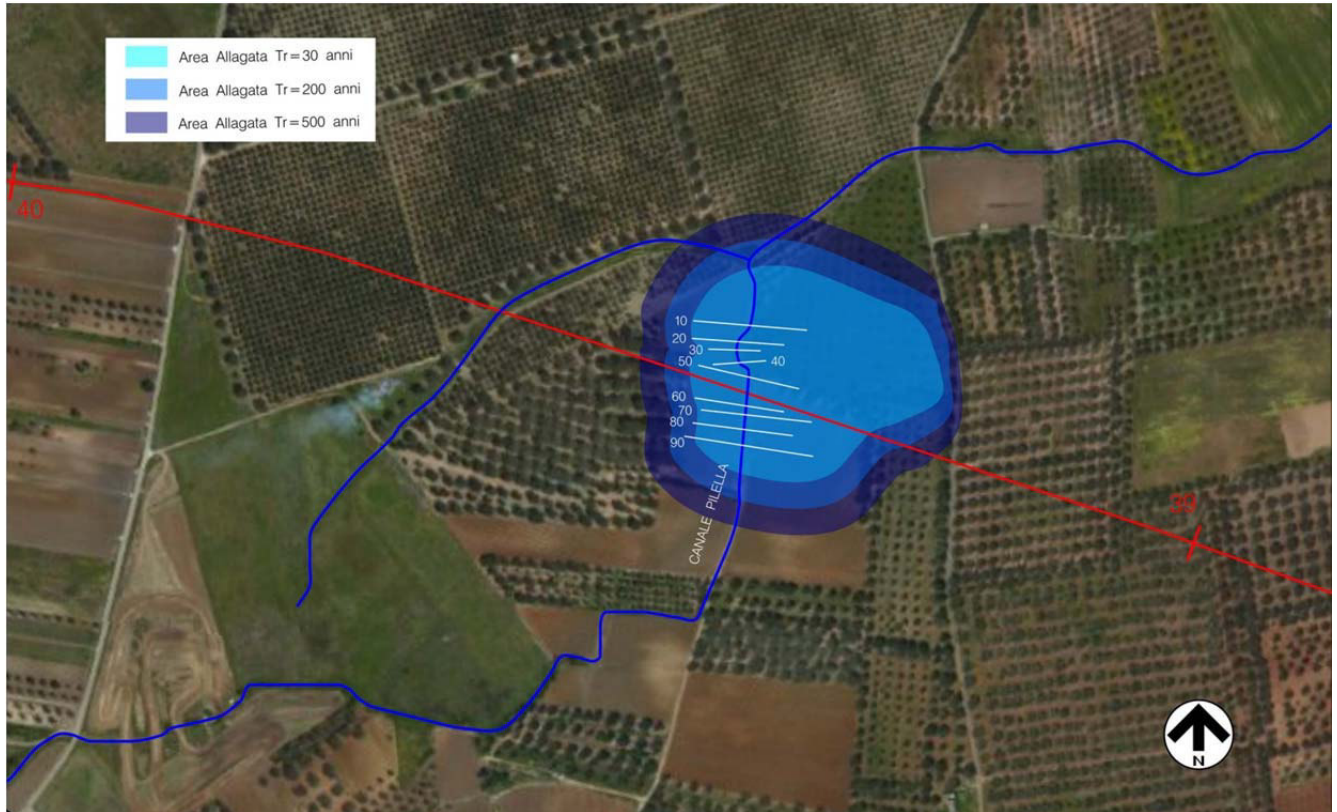 Area Allagata Tr=30 anni
Area Allagata Tr=200 anni
Area Allagata Tr=500 anni
40
10
20
30
40
50
60
70
80
90
CANALE PILELLA
39
N